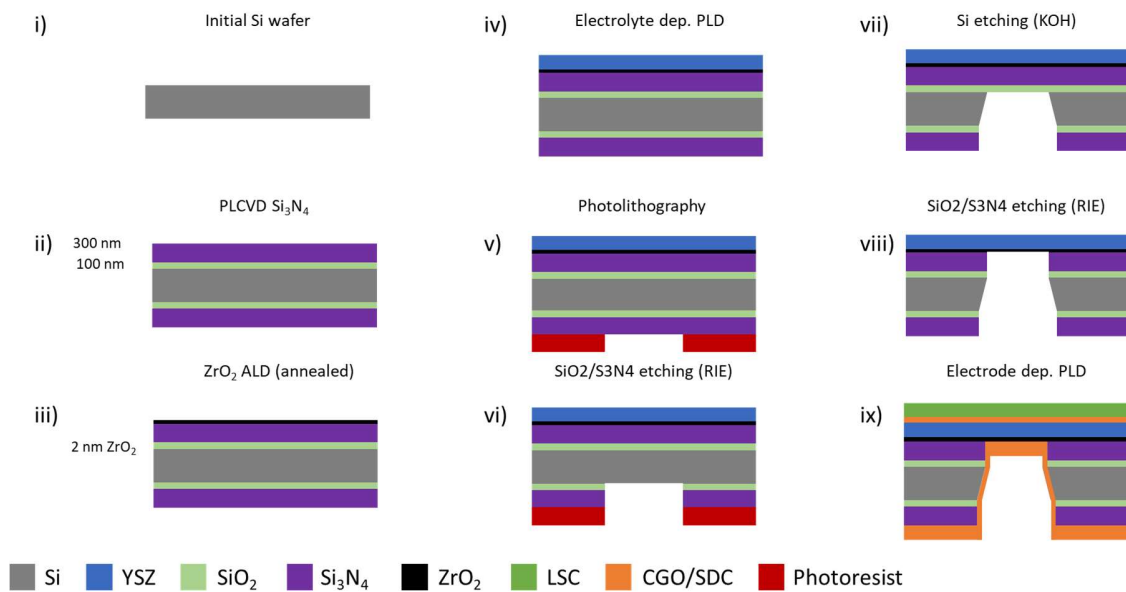 i)
Initial Si wafer
iv)
Electrolyte dep. PLD
vii)
Si etching (KOH)
ii)
PLCVD Si₃N₄
300 nm
100 nm
v)
Photolithography
viii)
SiO2/S3N4 etching (RIE)
iii)
ZrO₂ ALD (annealed)
2 nm ZrO₂
vi)
SiO2/S3N4 etching (RIE)
ix)
Electrode dep. PLD
Si
YSZ
SiO₂
Si₃N₄
ZrO₂
LSC
CGO/SDC
Photoresist